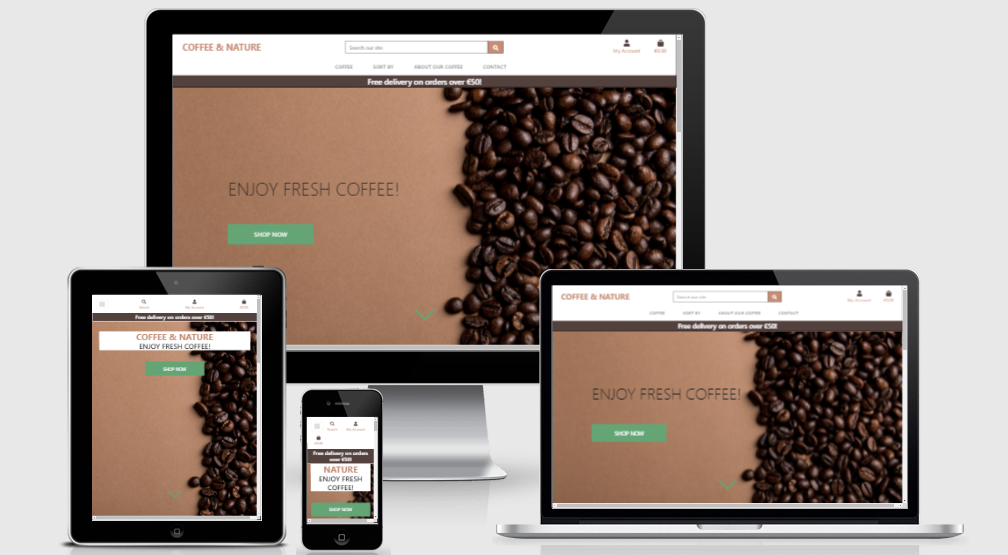 COFFEE & NATURE
Search our site
My Account
€0.00
COFFEE SORT BY ABOUT OUR COFFEE CONTACT
Free delivery on orders over €50!
ENJOY FRESH COFFEE!
SHOP NOW
Search My Account €0.00
Free delivery on orders over €50!
COFFEE & NATURE
ENJOY FRESH COFFEE!
SHOP NOW
Search My Account
€0.00
Free delivery on orders
over €50!
NATURE
ENJOY FRESH
COFFEE!
SHOP NOW
COFFEE & NATURE
Search our site
My Account €0.00
COFFEE SORT BY ABOUT OUR COFFEE CONTACT
Free delivery on orders over €50!
ENJOY FRESH COFFEE!
SHOP NOW